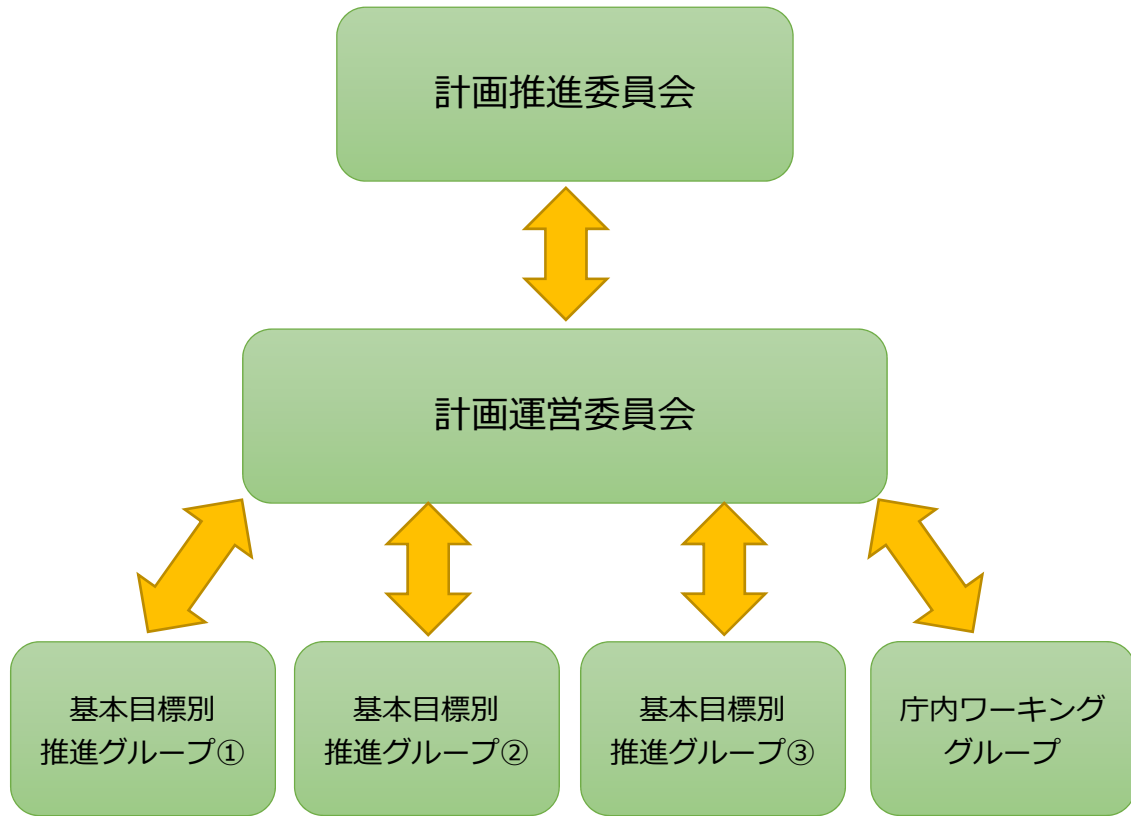 計画推進委員会
計画運営委員会
基本目標別
推進グループ①
基本目標別
推進グループ②
基本目標別
推進グループ③
庁内ワーキング
グループ